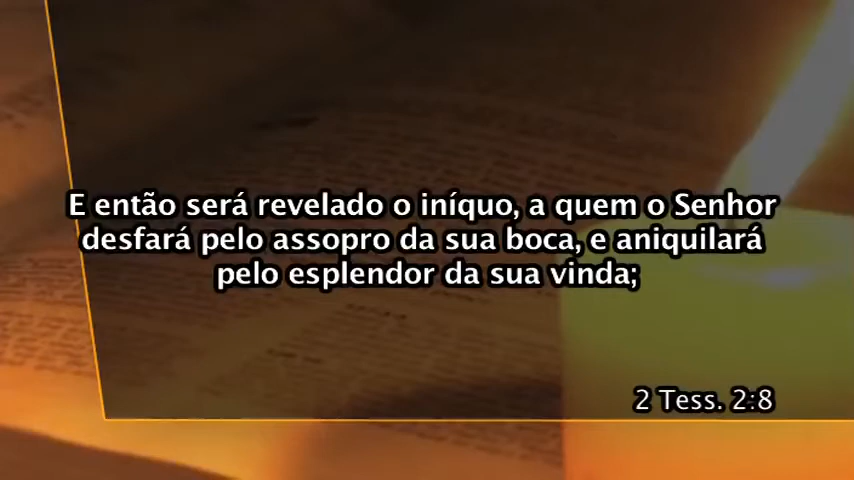 E então será revelado o iníquo, a quem o Senhor
desfará pelo assopro da sua boca, e aniquilará
pelo esplendor da sua vinda;
2 Tess. 2:8